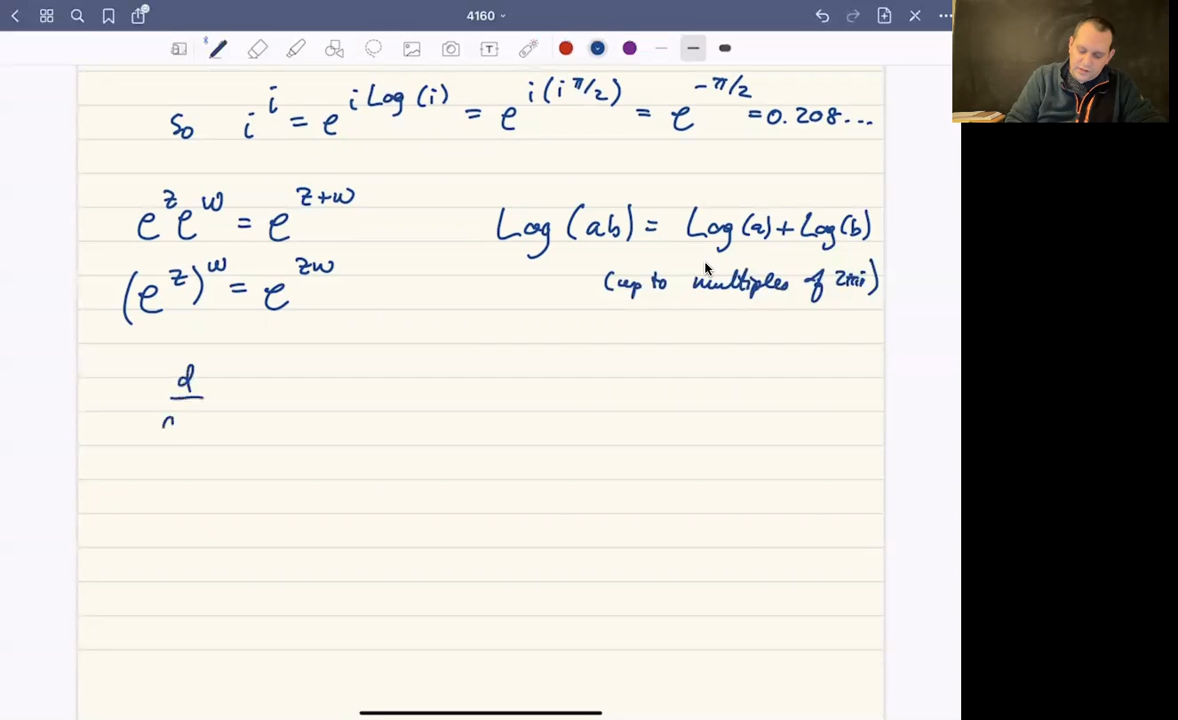 4160
So i^i = e^{i Log(i)} = e^{i(iπ/2)} = e^{-π/2} = 0.208...
e^z e^w = e^{z+w} Log(ab) = Log(a) + Log(b)
(e^z)^w = e^{zw} (up to multiples of 2πi)
d